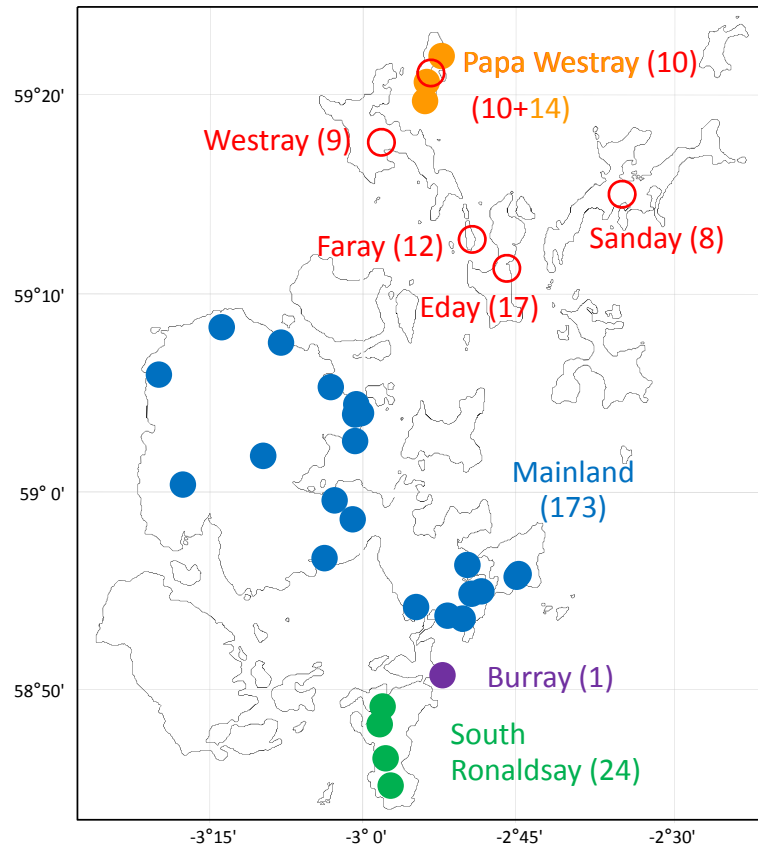 Papa Westray (10)
59°20'
(10+14)
Westray (9)
Faray (12)
Sanday (8)
59°10'
Eday (17)
Mainland
(173)
59° 0'
Burray (1)
58°50'
South
Ronaldsay (24)
-3°15'
-3° 0'
-2°45'
-2°30'